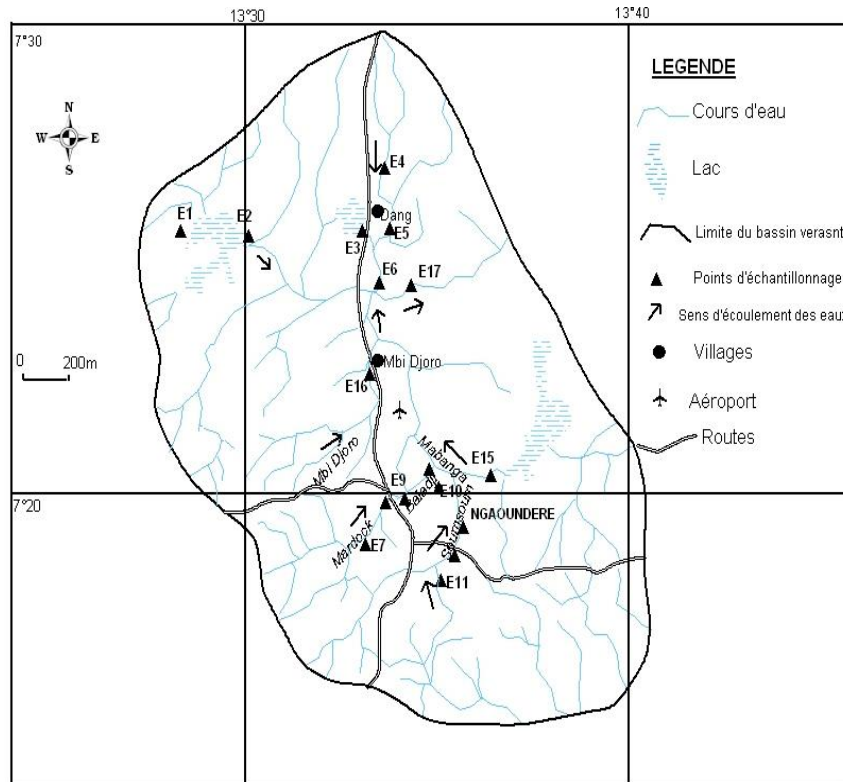 13°30
13°40
7°30
LEGENDE
N
W E
S
Cours d'eau
E4
Lac
E1
E2
Dang
E3
E5
Limite du bassin verasnt
E6
E17
Points d'échantillonnage
Sens d'écoulement des eaux
0 200m
Mbi Djoro
Villages
E16
Aéroport
Routes
Mbi Djoro
Mabanga
E15
E9
E10
7°20
NGAOUNDERE
Mardock
Soumsoum
E7
E11